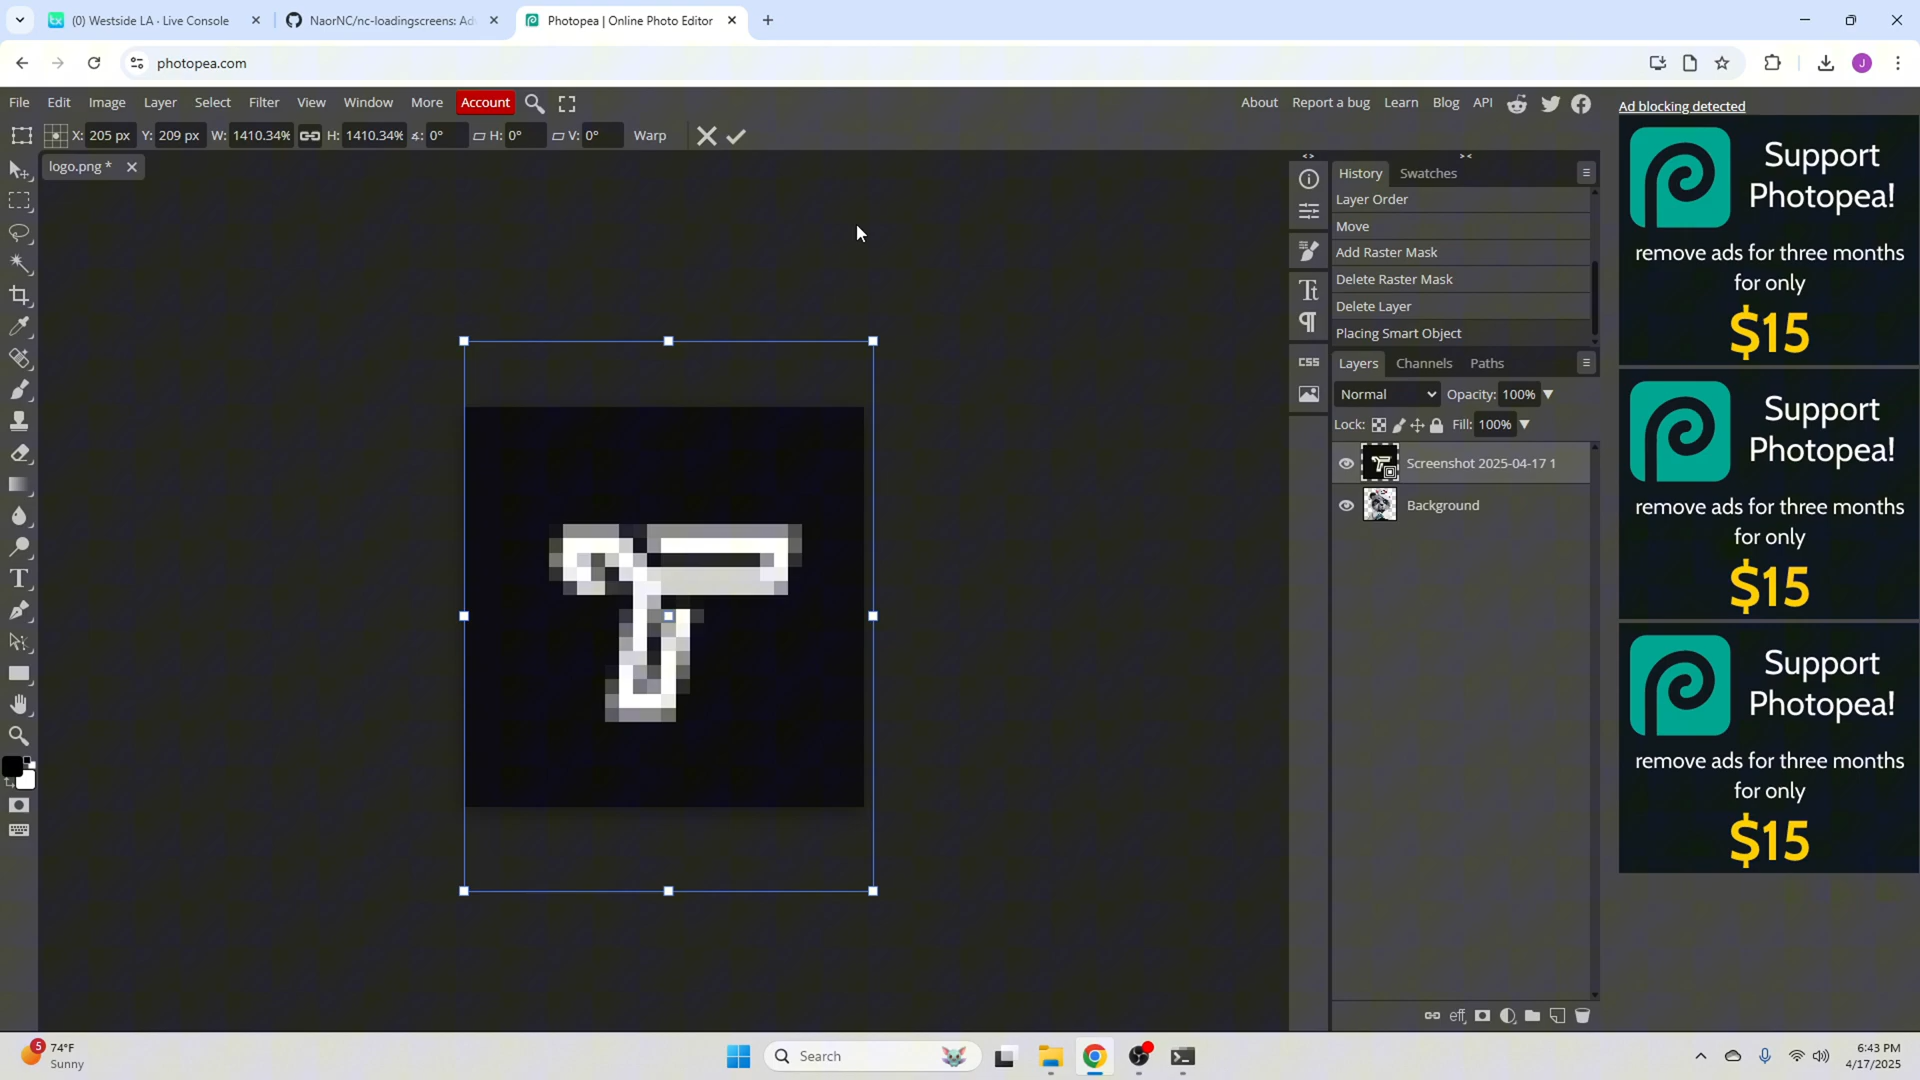 (0) Westside LA · Live Console
NaorNC/nc-loadingscreens: Ad
Photopea | Online Photo Editor
photopea.com
File Edit Image Layer Select Filter View Window More Account
About Report a bug Learn Blog API
Ad blocking detected
X: 205 px Y: 209 px W: 1410.34% H: 1410.34% ∡: 0° H: 0° V: 0° Warp
logo.png *
History Swatches
Layer Order
Move
Add Raster Mask
Delete Raster Mask
Delete Layer
Placing Smart Object
Layers Channels Paths
Normal Opacity: 100%
Lock: Fill: 100%
Screenshot 2025-04-17 1
Background
CSS
eff
Support
Photopea!
remove ads for three months
for only
$15
Support
Photopea!
remove ads for three months
for only
$15
Support
Photopea!
remove ads for three months
for only
$15
J
T
5
74°F
Sunny
Search
6:43 PM
4/17/2025